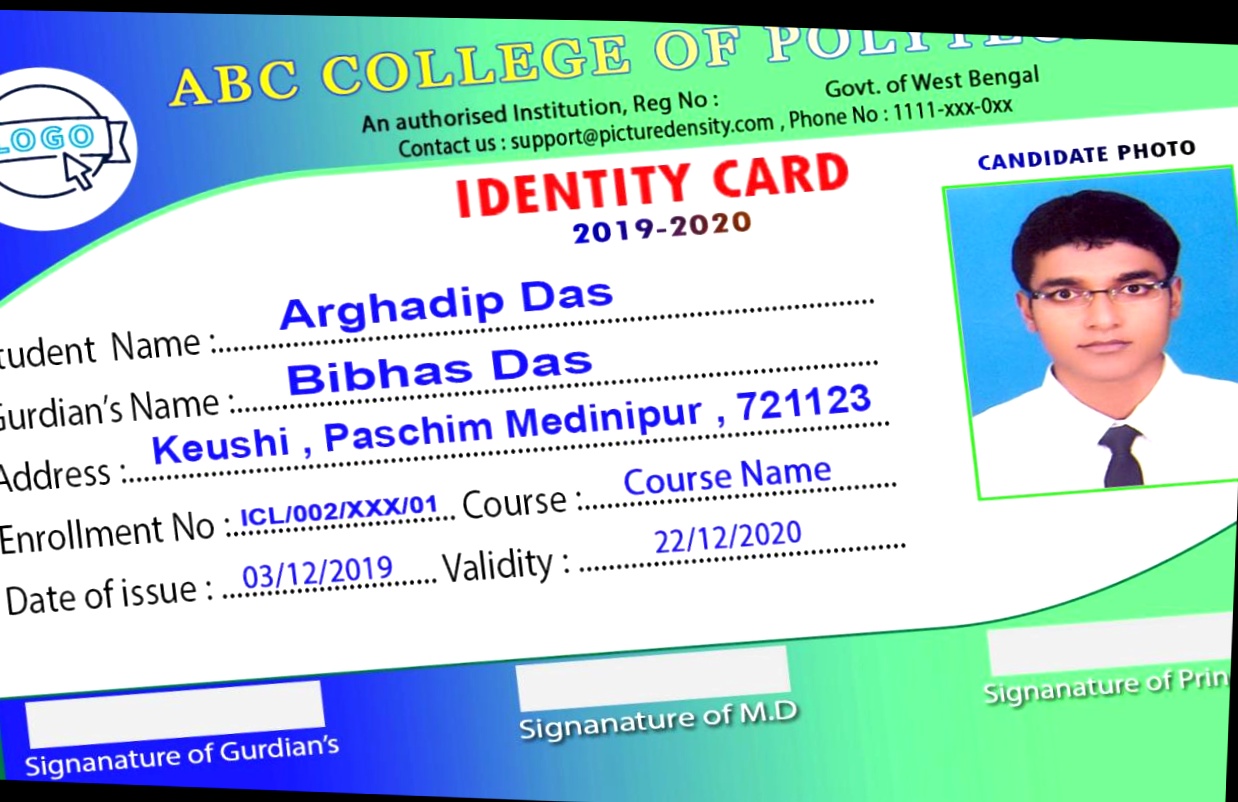 ABC COLLEGE OF
An authorised Institution, Reg No : Govt. of West Bengal
Contact us : support@picturedensity.com , Phone No : 1111-xxx-0xx
LOGO
IDENTITY CARD
2019-2020
CANDIDATE PHOTO
tudent Name : Arghadip Das
Gurdian's Name : Bibhas Das
Address : Keushi , Paschim Medinipur , 721123
Enrollment No : ICL/002/XXX/01 Course : Course Name
Date of issue : 03/12/2019 Validity : 22/12/2020
Signanature of Gurdian's
Signanature of M.D
Signanature of Prin